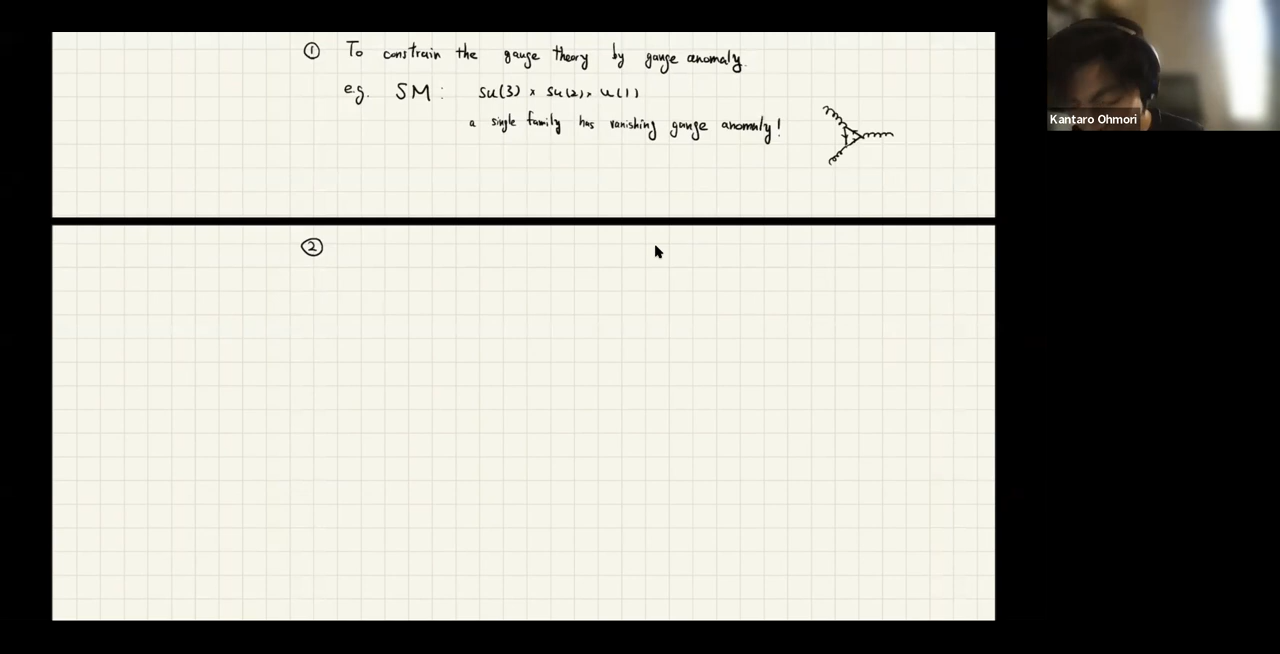 ① To constrain the gauge theory by gauge anomaly.
e.g. SM: su(3) × su(2) × u(1)
a single family has vanishing gauge anomaly!
②
Kantaro Ohmori